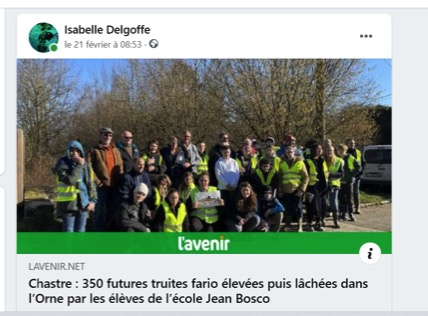 Isabelle Delgoffe
le 21 février à 08:53 ·
l'avenir
LAVENIR.NET
Chastre : 350 futures truites fario élevées puis lâchées dans
l'Orne par les élèves de l'école Jean Bosco